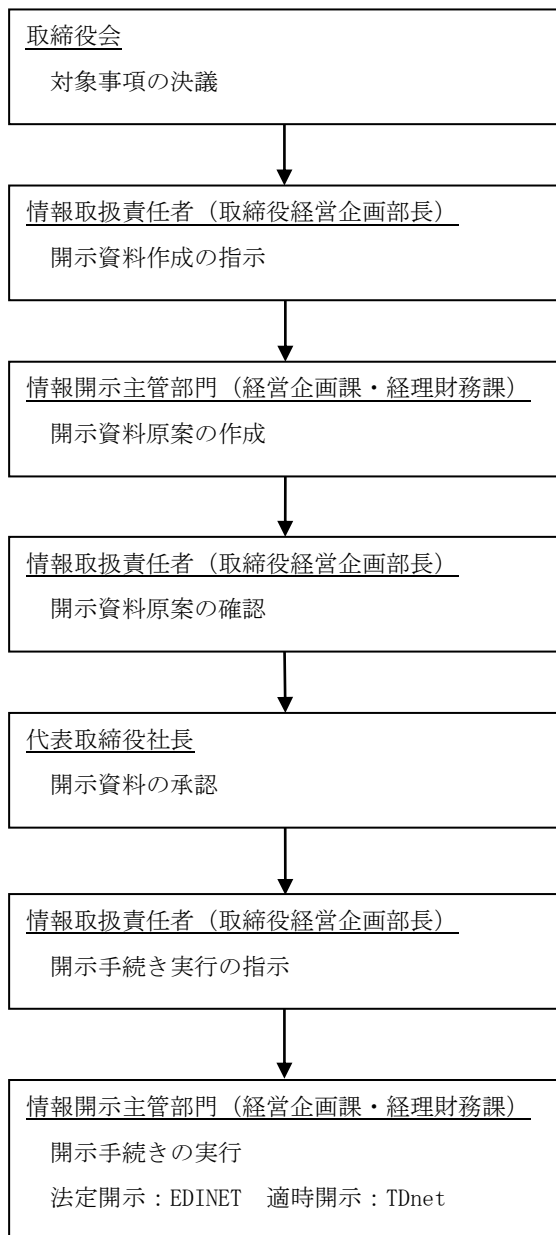 取締役会
対象事項の決議
情報取扱責任者（取締役経営企画部長）
開示資料作成の指示
情報開示主管部門（経営企画課・経理財務課）
開示資料原案の作成
情報取扱責任者（取締役経営企画部長）
開示資料原案の確認
代表取締役社長
開示資料の承認
情報取扱責任者（取締役経営企画部長）
開示手続き実行の指示
情報開示主管部門（経営企画課・経理財務課）
開示手続きの実行
法定開示：EDINET　適時開示：TDnet